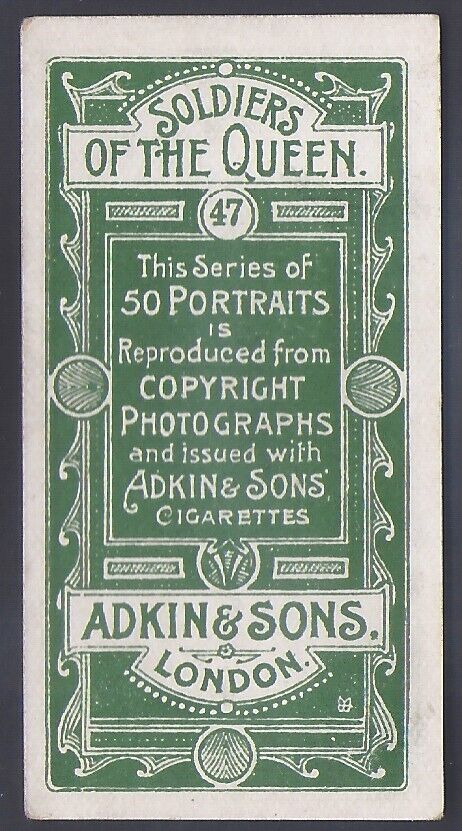 SOLDIERS
OF THE QUEEN.
47
This Series of
50 PORTRAITS
IS
Reproduced from
COPYRIGHT
PHOTOGRAPHS
and issued with
ADKIN & SONS'
CIGARETTES
ADKIN & SONS.
LONDON.